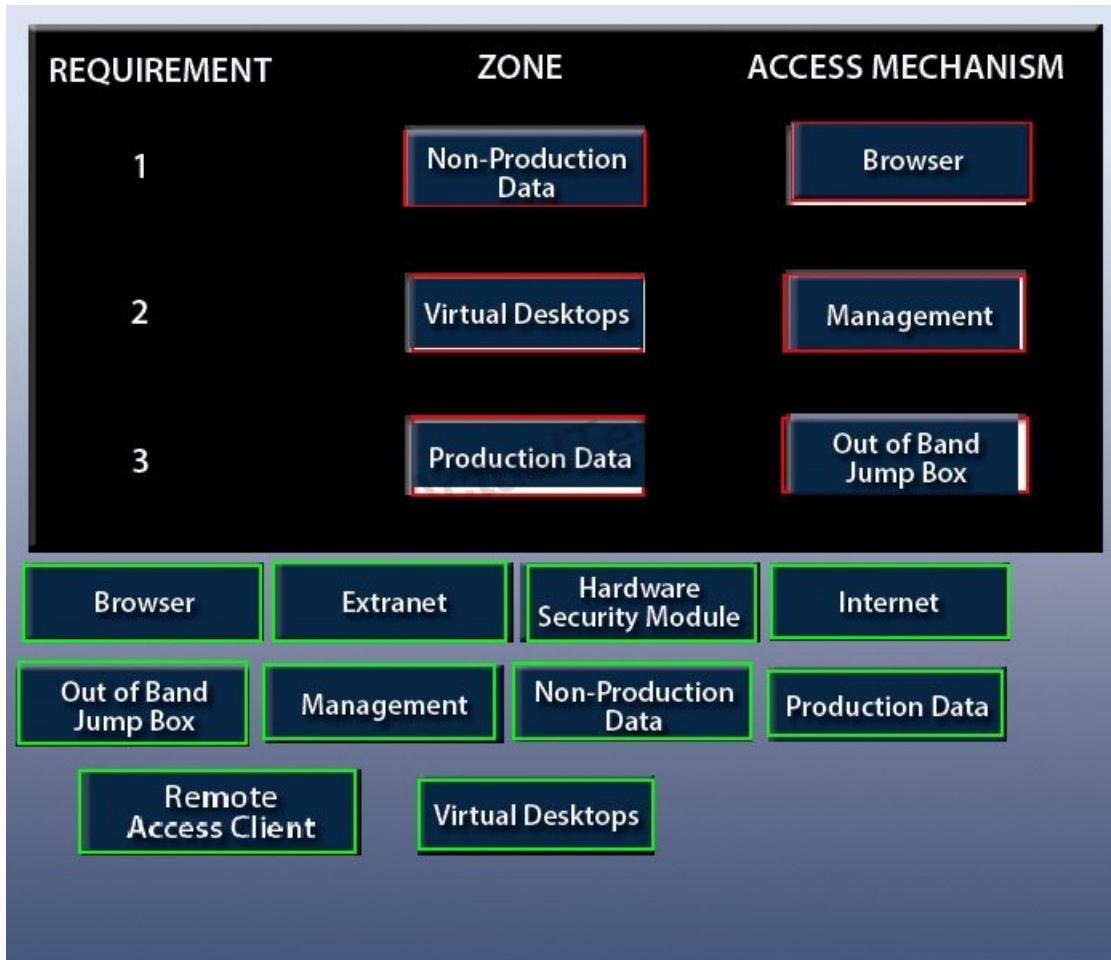 REQUIREMENT ZONE ACCESS MECHANISM
1 Non-Production Data Browser
2 Virtual Desktops Management
3 Production Data Out of Band Jump Box
Browser Extranet Hardware Security Module Internet
Out of Band Jump Box Management Non-Production Data Production Data
Remote Access Client Virtual Desktops